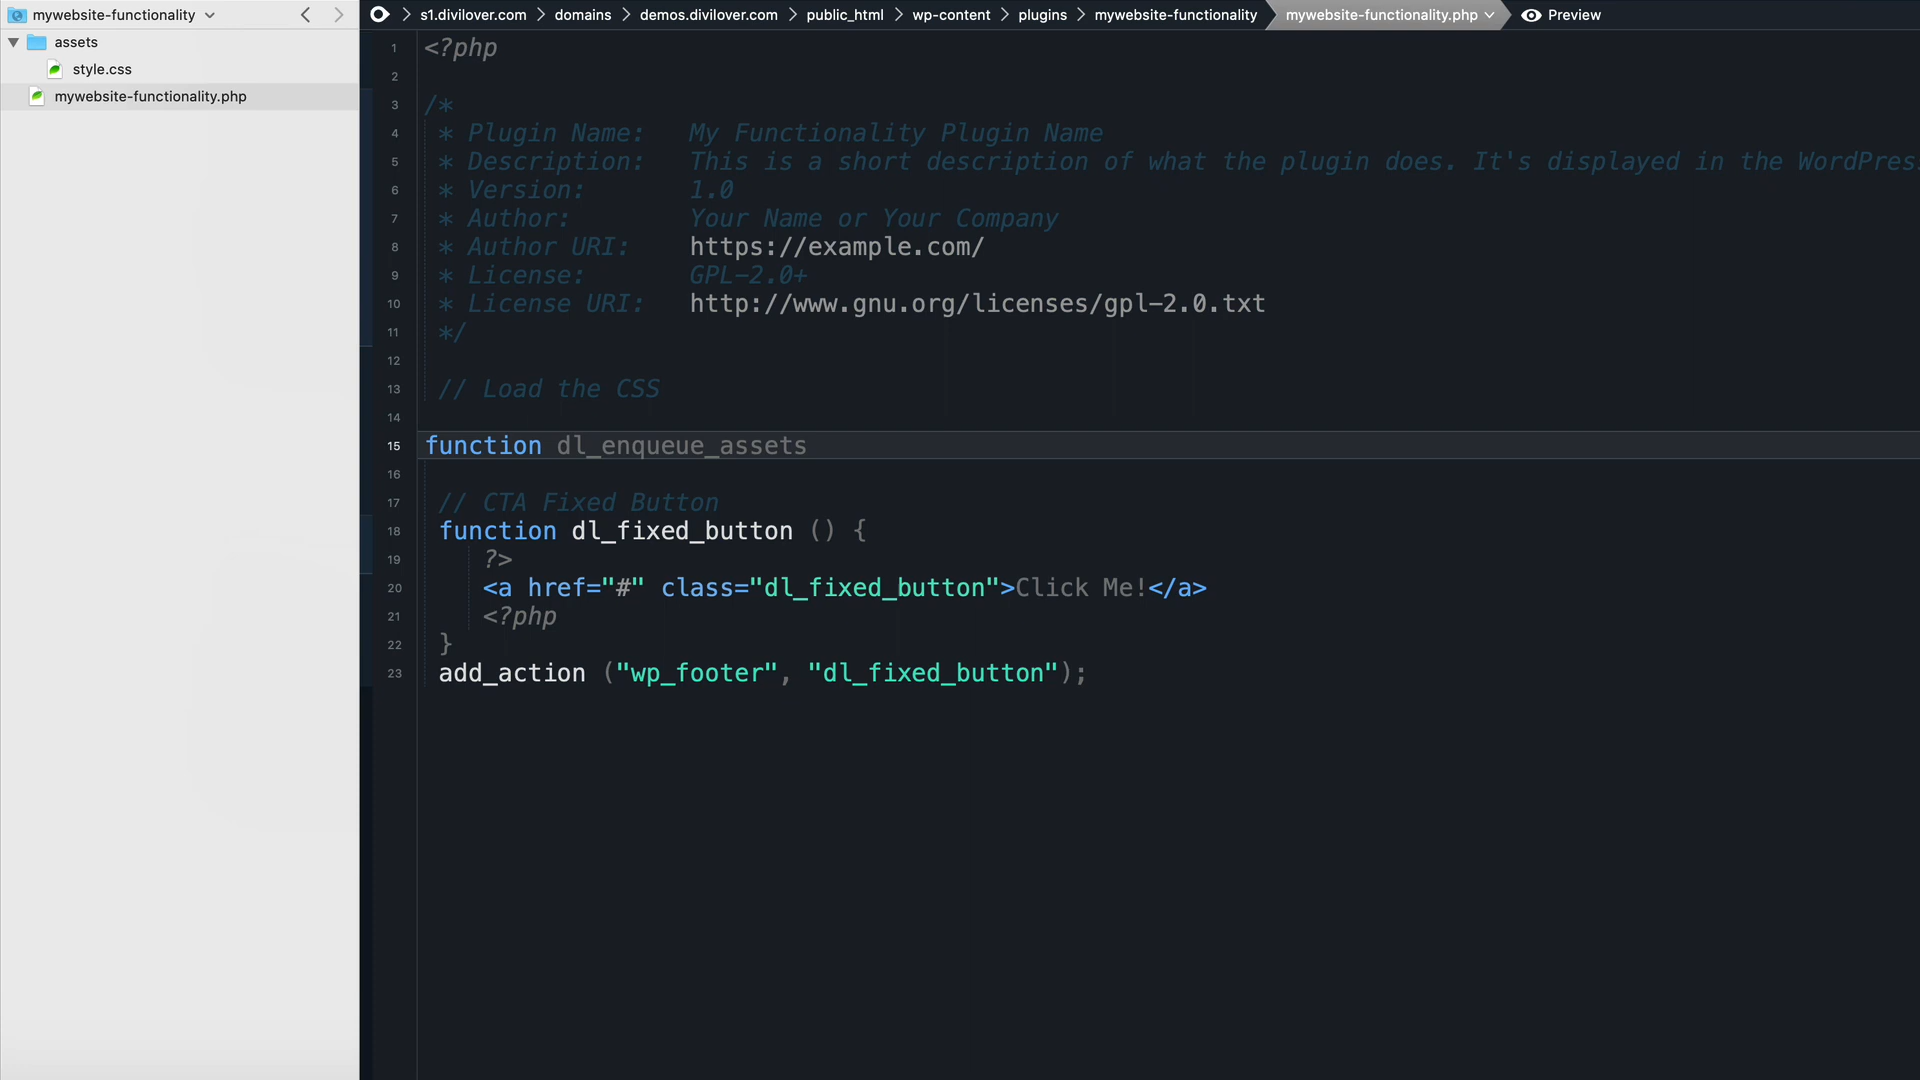 mywebsite-functionality
s1.divilover.com domains demos.divilover.com public_html wp-content plugins mywebsite-functionality mywebsite-functionality.php Preview
assets
style.css
mywebsite-functionality.php
1 <?php
2
3 /*
4 * Plugin Name: My Functionality Plugin Name
5 * Description: This is a short description of what the plugin does. It's displayed in the WordPres
6 * Version: 1.0
7 * Author: Your Name or Your Company
8 * Author URI: https://example.com/
9 * License: GPL-2.0+
10 * License URI: http://www.gnu.org/licenses/gpl-2.0.txt
11 */
12
13 // Load the CSS
14
15 function dl_enqueue_assets
16
17 // CTA Fixed Button
18 function dl_fixed_button () {
19 ?>
20 <a href="#" class="dl_fixed_button">Click Me!</a>
21 <?php
22 }
23 add_action ("wp_footer", "dl_fixed_button");